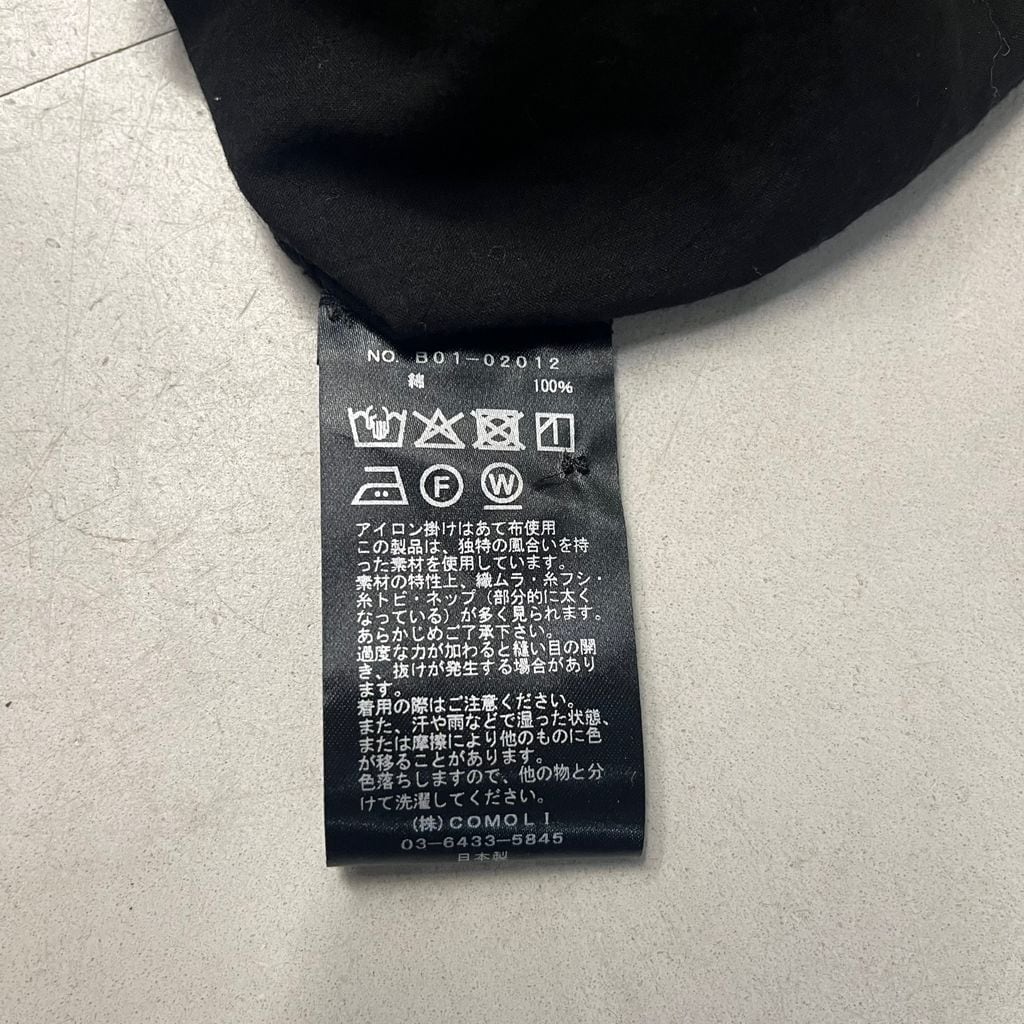 NO. B01-02012
綿 100%
F W
アイロン掛けはあて布使用
この製品は、独特の風合いを持
った素材を使用しています。
素材の特性上、織ムラ・糸フシ・
糸トビ・ネップ（部分的に太く
なっている）が多く見られます。
あらかじめご了承下さい。
過度な力が加わると縫い目の開
き、抜けが発生する場合があり
ます。
着用の際はご注意ください。
また、汗や雨などで湿った状態、
または摩擦により他のものに色
が移ることがあります。
色落ちしますので、他の物と分
けて洗濯してください。
(株)COMOLI
03-6433-5845
日本製